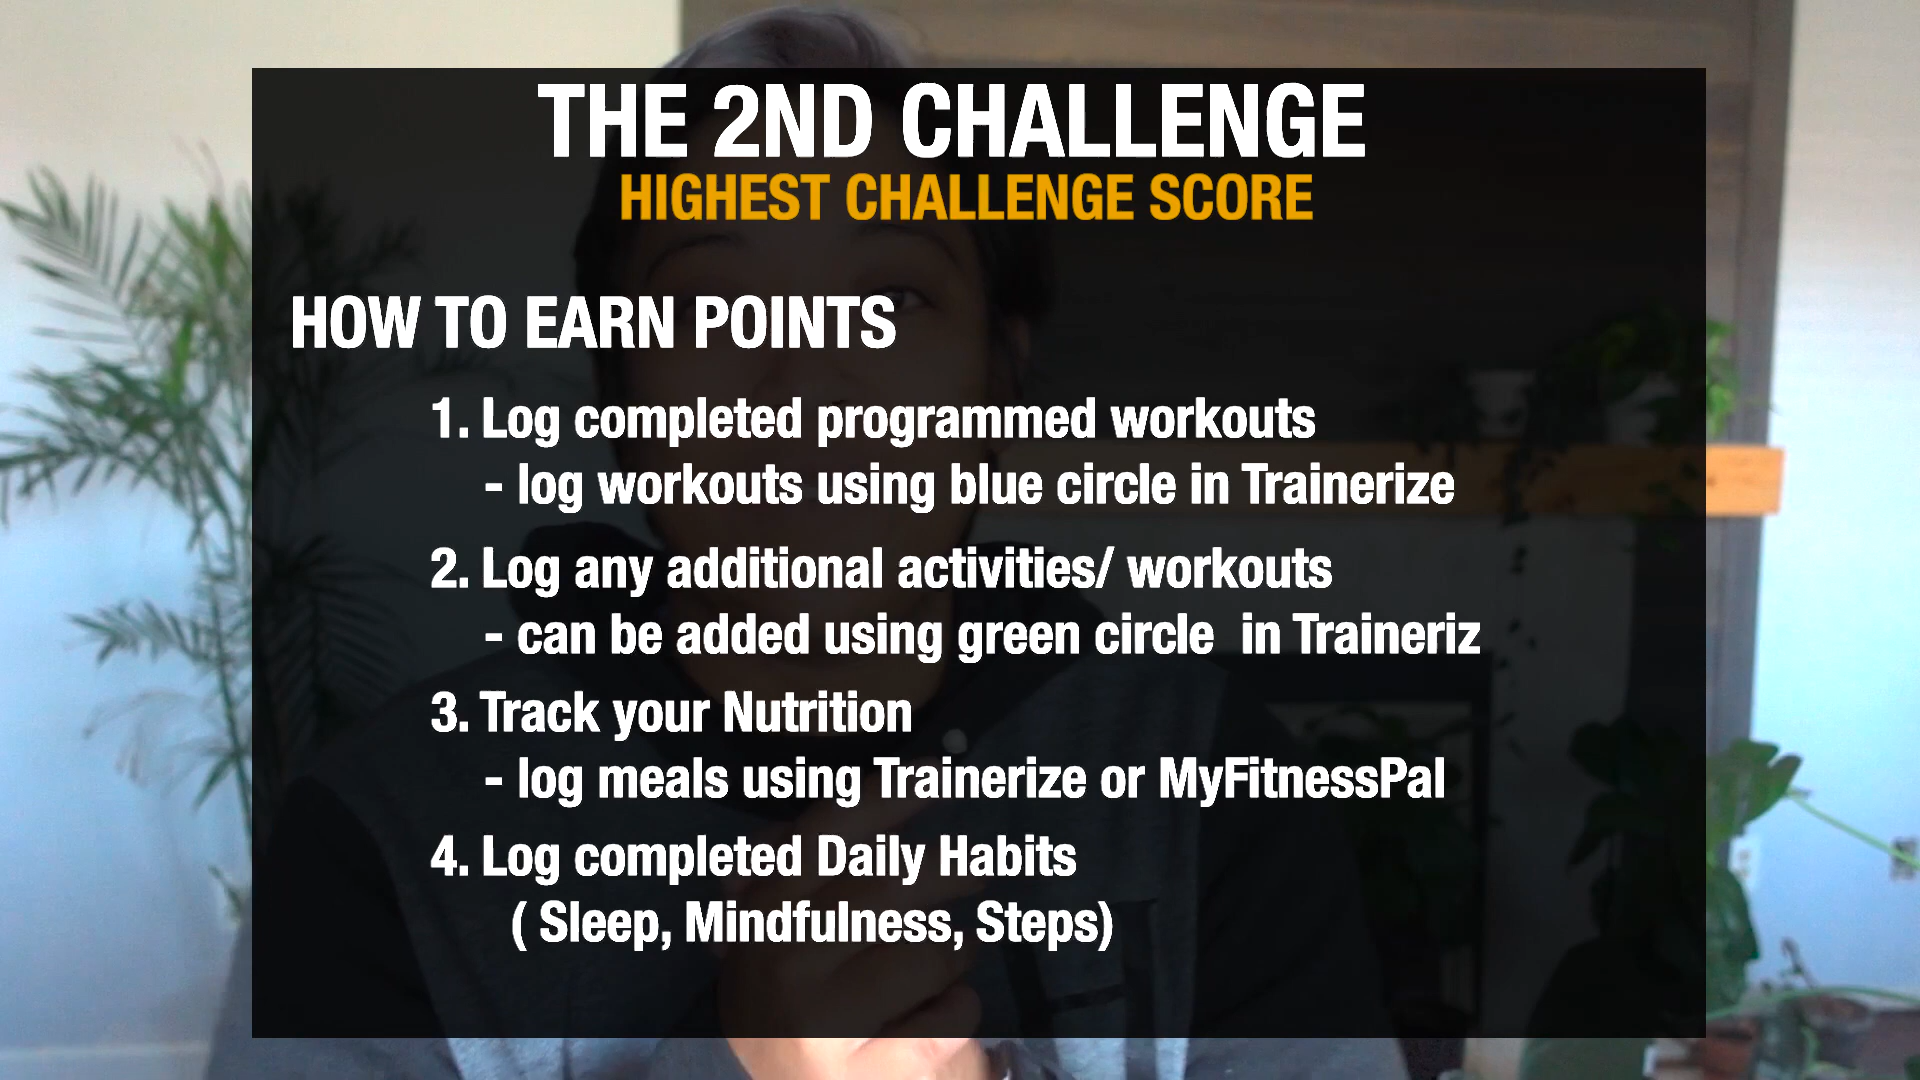 THE 2ND CHALLENGE
HIGHEST CHALLENGE SCORE
HOW TO EARN POINTS
1. Log completed programmed workouts
- log workouts using blue circle in Trainerize
2. Log any additional activities/ workouts
- can be added using green circle  in Traineriz
3. Track your Nutrition
- log meals using Trainerize or MyFitnessPal
4. Log completed Daily Habits
( Sleep, Mindfulness, Steps)